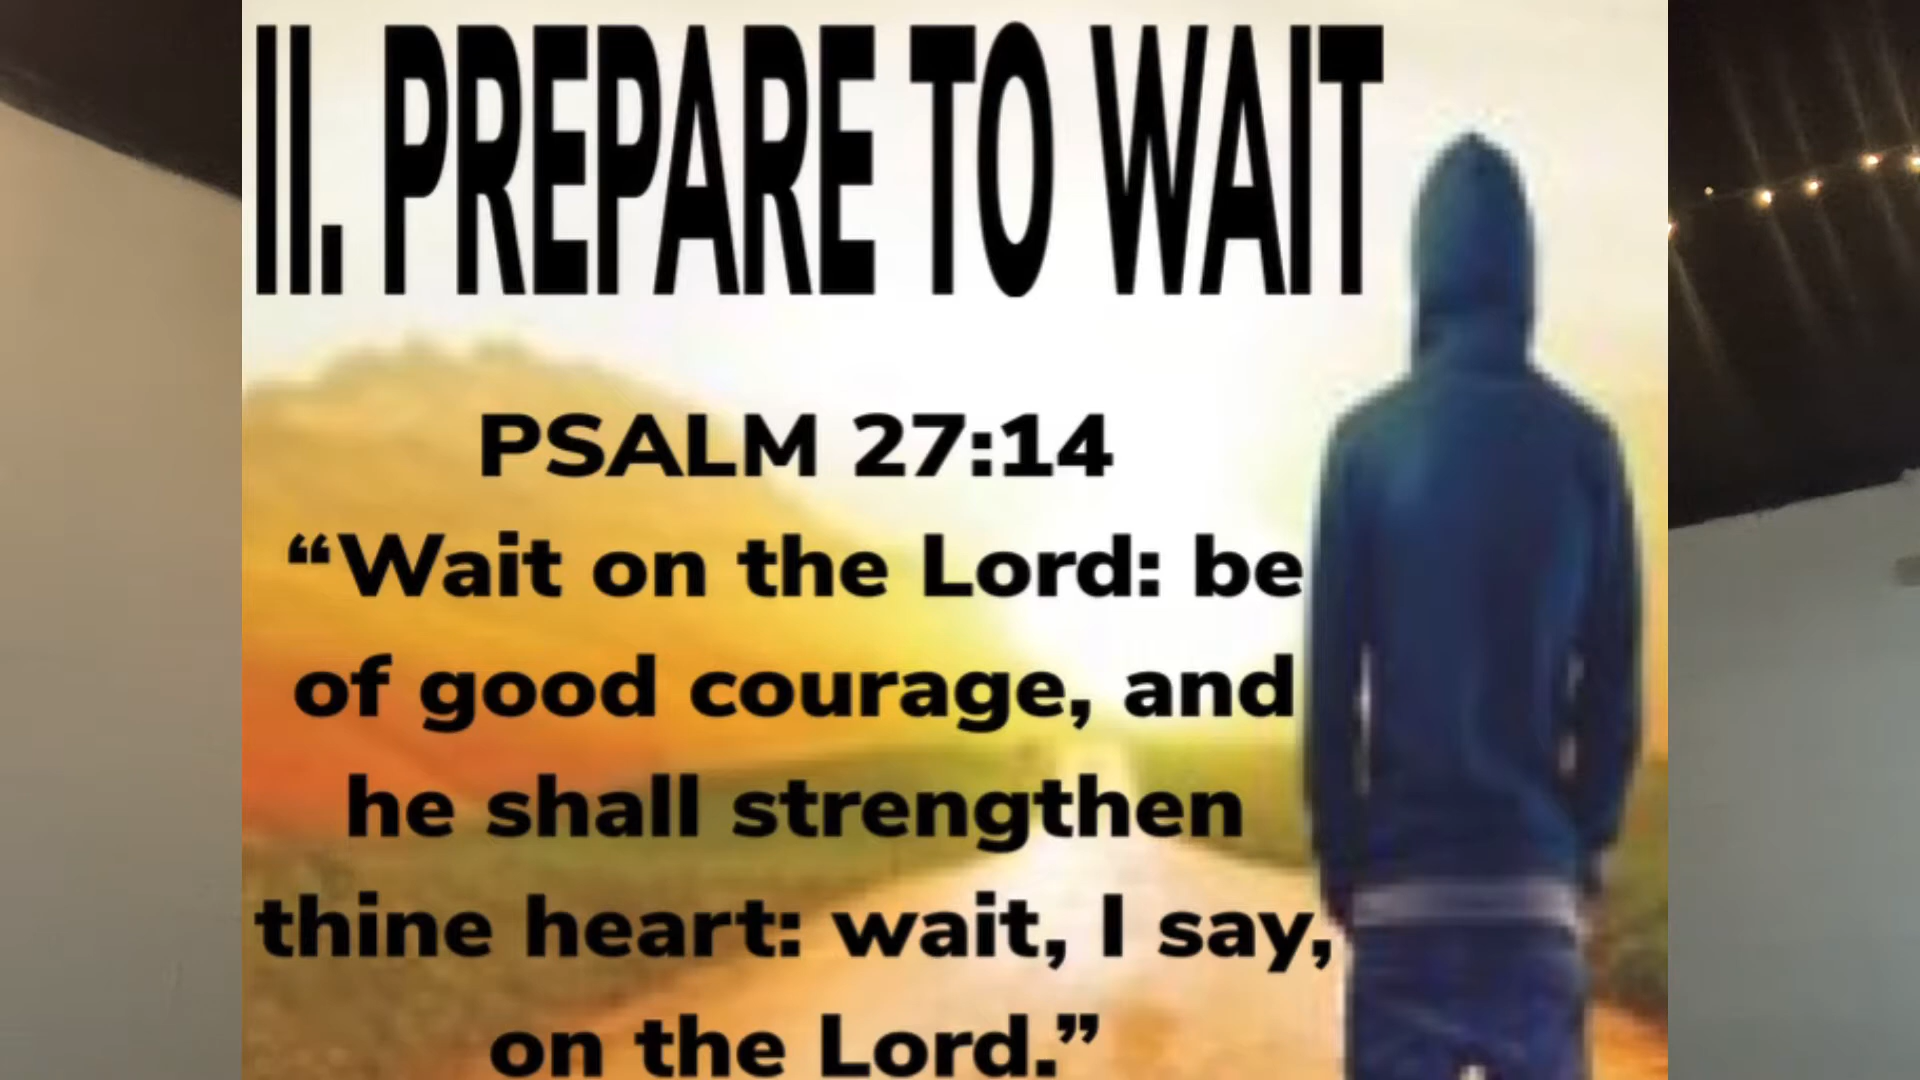 II. PREPARE TO WAIT
PSALM 27:14
“Wait on the Lord: be
of good courage, and
he shall strengthen
thine heart: wait, I say,
on the Lord.”